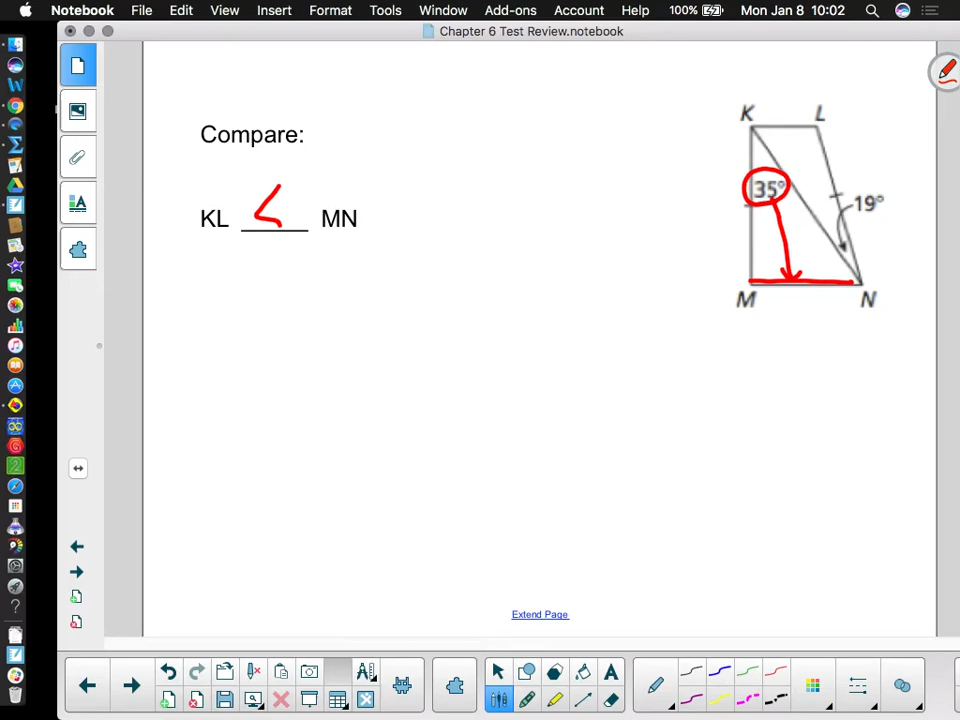 Notebook File Edit View Insert Format Tools Window Add-ons Account Help 100% Mon Jan 8 10:02
Chapter 6 Test Review.notebook
Compare:
KL < MN
K L
35°
19°
M N
Extend Page